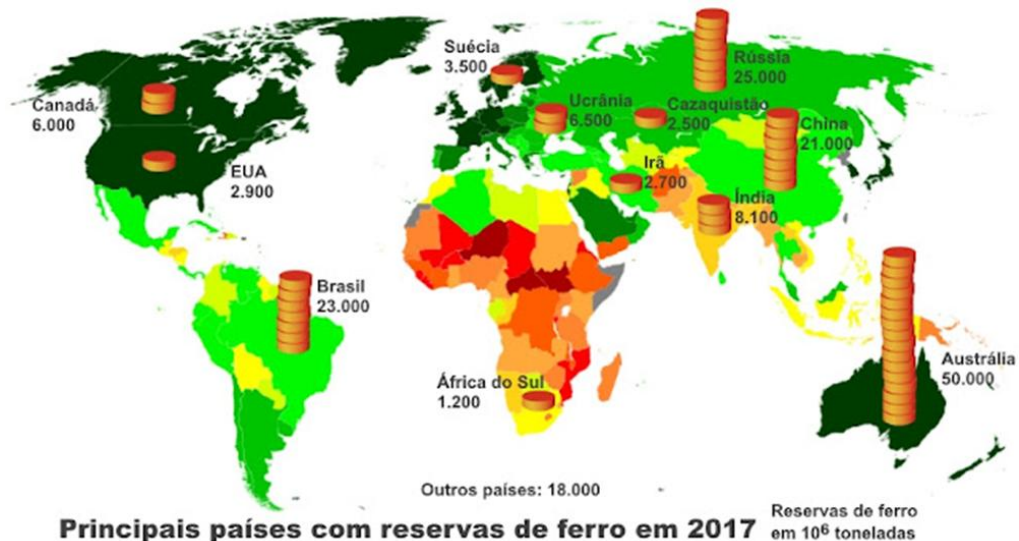 Suécia
3.500
Rússia
25.000
Canadá
6.000
Ucrânia
6.500
Cazaquistão
2.500
China
21.000
EUA
2.900
Irã
2.700
Índia
8.100
Brasil
23.000
Austrália
50.000
África do Sul
1.200
Outros países: 18.000
Principais países com reservas de ferro em 2017
Reservas de ferro
em 10⁶ toneladas